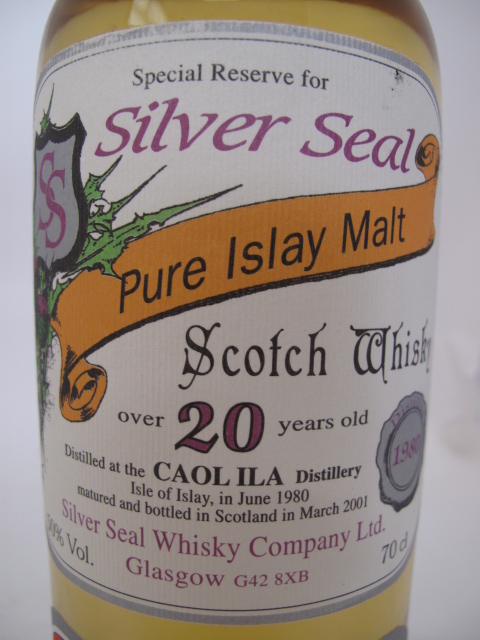 Special Reserve for
Silver Seal
SS
Pure Islay Malt
Scotch Whisky
over 20 years old
1980
Distilled at the CAOL ILA Distillery
Isle of Islay, in June 1980
matured and bottled in Scotland in March 2001
Silver Seal Whisky Company Ltd.
% Vol.
70 cl
Glasgow G42 8XB